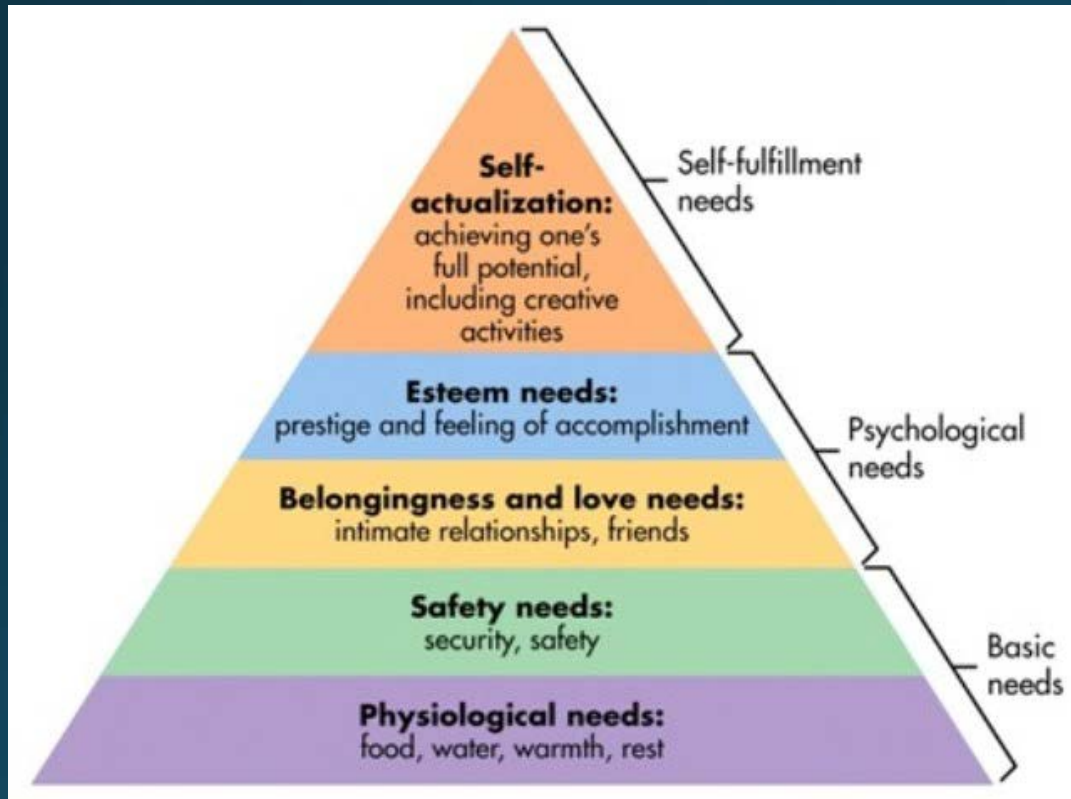 Self-
actualization:
achieving one's
full potential,
including creative
activities
Self-fulfillment
needs
Esteem needs:
prestige and feeling of accomplishment
Psychological
needs
Belongingness and love needs:
intimate relationships, friends
Safety needs:
security, safety
Basic
needs
Physiological needs:
food, water, warmth, rest